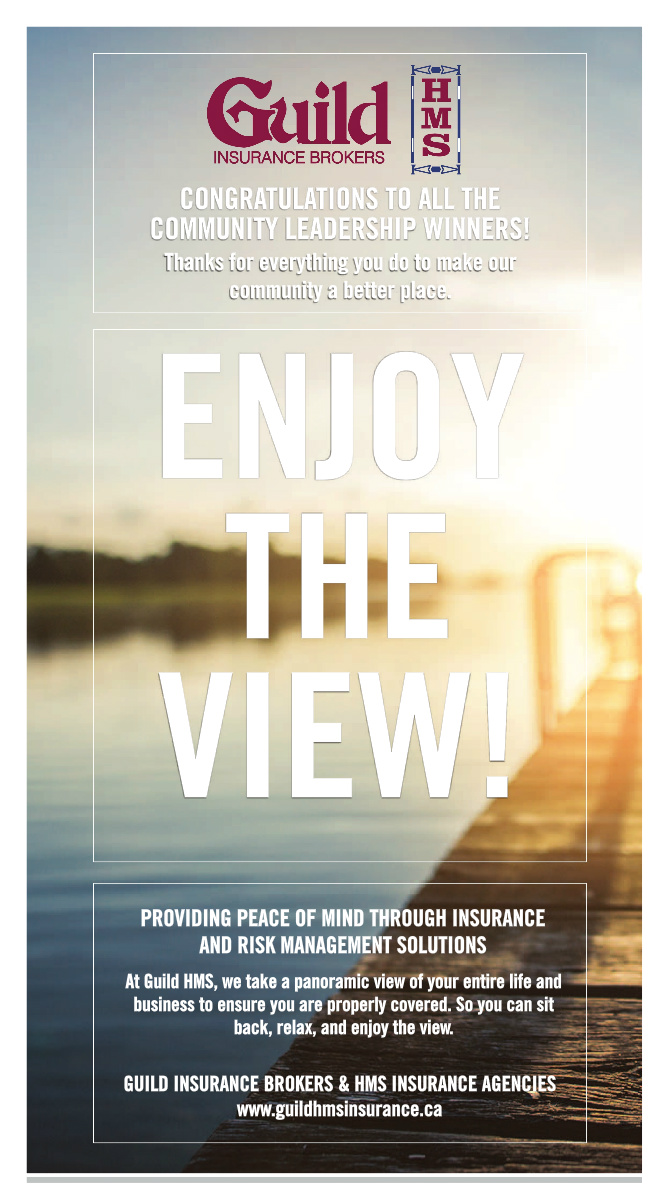 Guild
INSURANCE BROKERS
H
M
S
CONGRATULATIONS TO ALL THE
COMMUNITY LEADERSHIP WINNERS!
Thanks for everything you do to make our
community a better place.
ENJOY
THE
VIEW!
PROVIDING PEACE OF MIND THROUGH INSURANCE
AND RISK MANAGEMENT SOLUTIONS
At Guild HMS, we take a panoramic view of your entire life and
business to ensure you are properly covered. So you can sit
back, relax, and enjoy the view.
GUILD INSURANCE BROKERS & HMS INSURANCE AGENCIES
www.guildhmsinsurance.ca